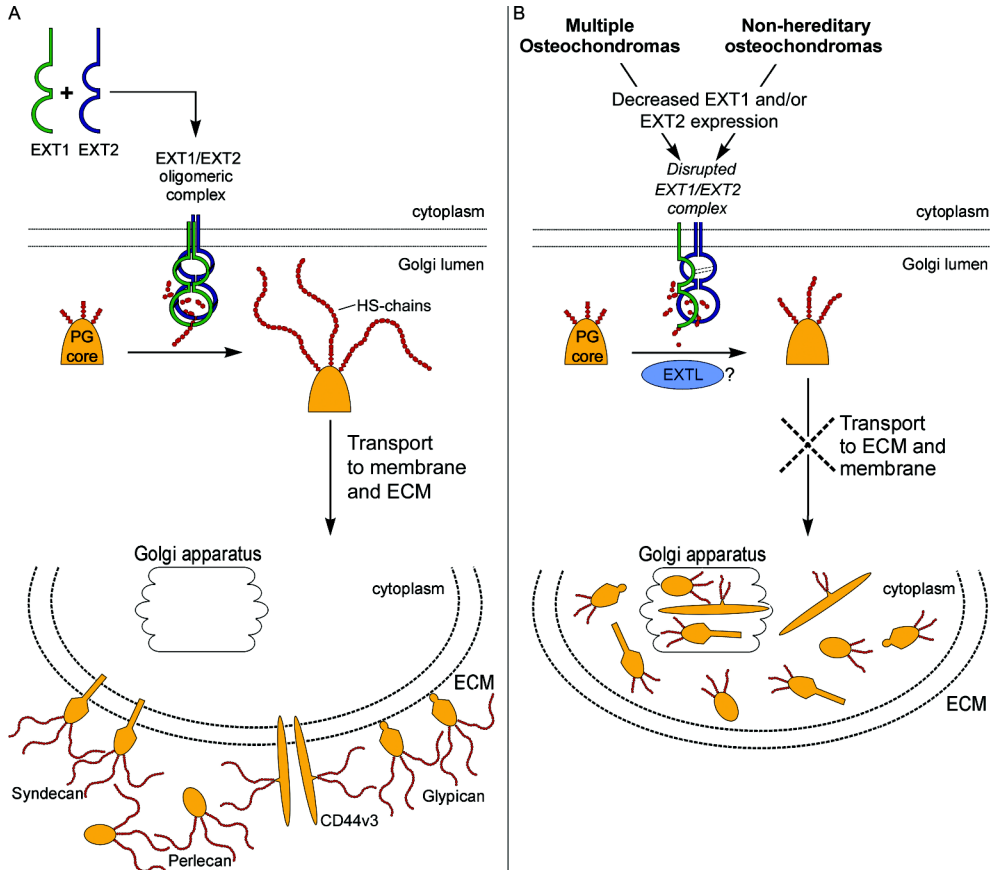 A
+
EXT1 EXT2
EXT1/EXT2
oligomeric
complex
cytoplasm
Golgi lumen
HS-chains
PG
core
Transport
to membrane
and ECM
Golgi apparatus
cytoplasm
ECM
Syndecan
Glypican
CD44v3
Perlecan
B
Multiple
Osteochondromas
Non-hereditary
osteochondromas
Decreased EXT1 and/or
EXT2 expression
Disrupted
EXT1/EXT2
complex
cytoplasm
Golgi lumen
PG
core
EXTL ?
Transport
to ECM and
membrane
Golgi apparatus
cytoplasm
ECM